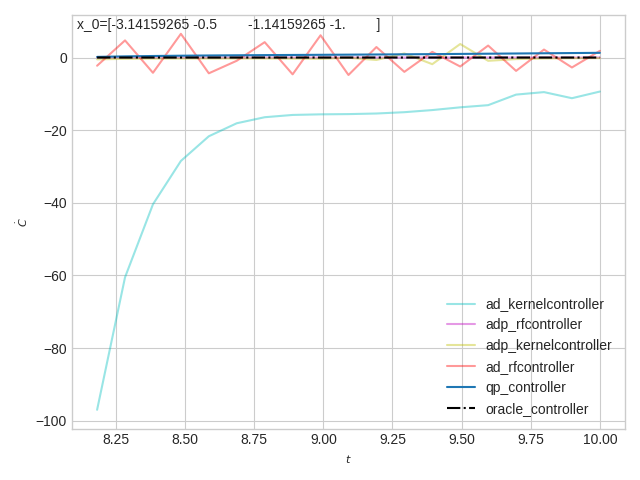 x_0=[-3.14159265 -0.5 -1.14159265 -1. ]
0
−20
−40
−60
−80
−100
Ċ
8.25 8.50 8.75 9.00 9.25 9.50 9.75 10.00
t
ad_kernelcontroller
adp_rfcontroller
adp_kernelcontroller
ad_rfcontroller
qp_controller
oracle_controller